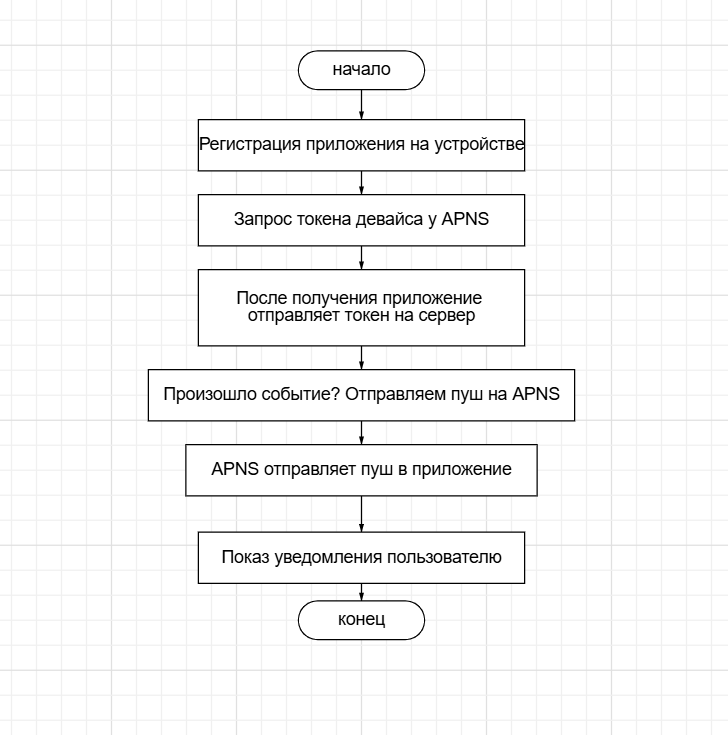 начало
Регистрация приложения на устройстве
Запрос токена девайса у APNS
После получения приложение
отправляет токен на сервер
Произошло событие? Отправляем пуш на APNS
APNS отправляет пуш в приложение
Показ уведомления пользователю
конец